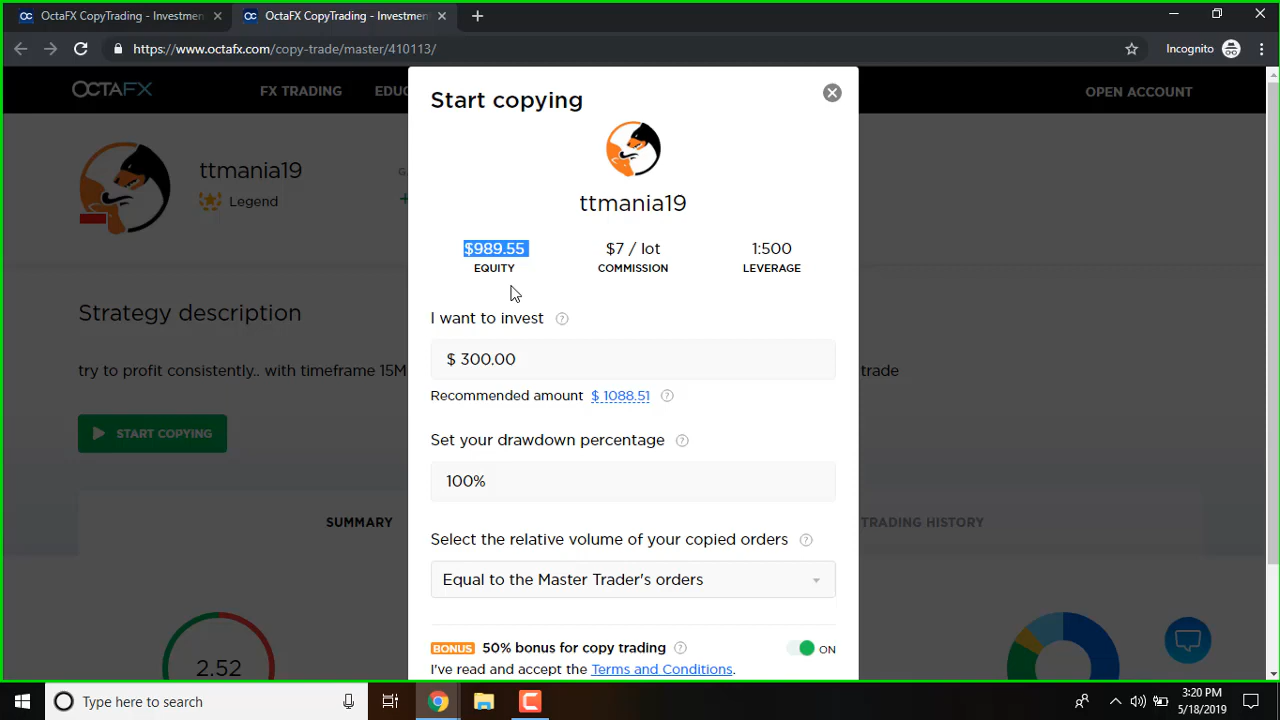 OctaFX CopyTrading - Investmen
OctaFX CopyTrading - Investment
https://www.octafx.com/copy-trade/master/410113/
Incognito
OCTAFX
FX TRADING
EDUC
OPEN ACCOUNT
ttmania19
Legend
Start copying
ttmania19
$989.55
EQUITY
$7 / lot
COMMISSION
1:500
LEVERAGE
Strategy description
try to profit consistently.. with timeframe 15M
trade
START COPYING
I want to invest
$ 300.00
Recommended amount $ 1088.51
Set your drawdown percentage
100%
SUMMARY
TRADING HISTORY
Select the relative volume of your copied orders
Equal to the Master Trader's orders
BONUS 50% bonus for copy trading
ON
I've read and accept the Terms and Conditions.
2.52
Type here to search
3:20 PM
5/18/2019